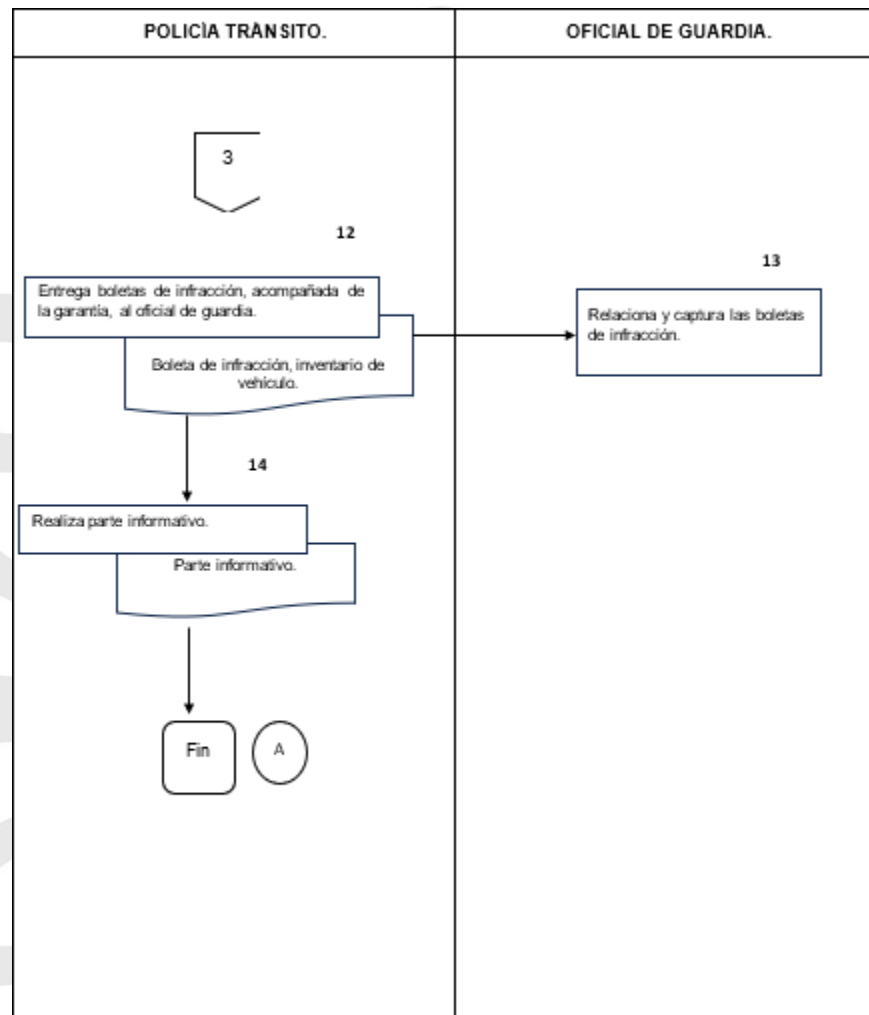 POLICÌA TRÀNSITO.
OFICIAL DE GUARDIA.
3
12
Entrega boletas de infracción, acompañada de
la garantía, al oficial de guardia.
Boleta de infracción, inventario de
vehículo.
13
Relaciona y captura las boletas
de infracción.
14
Realiza parte informativo.
Parte informativo.
Fin
A